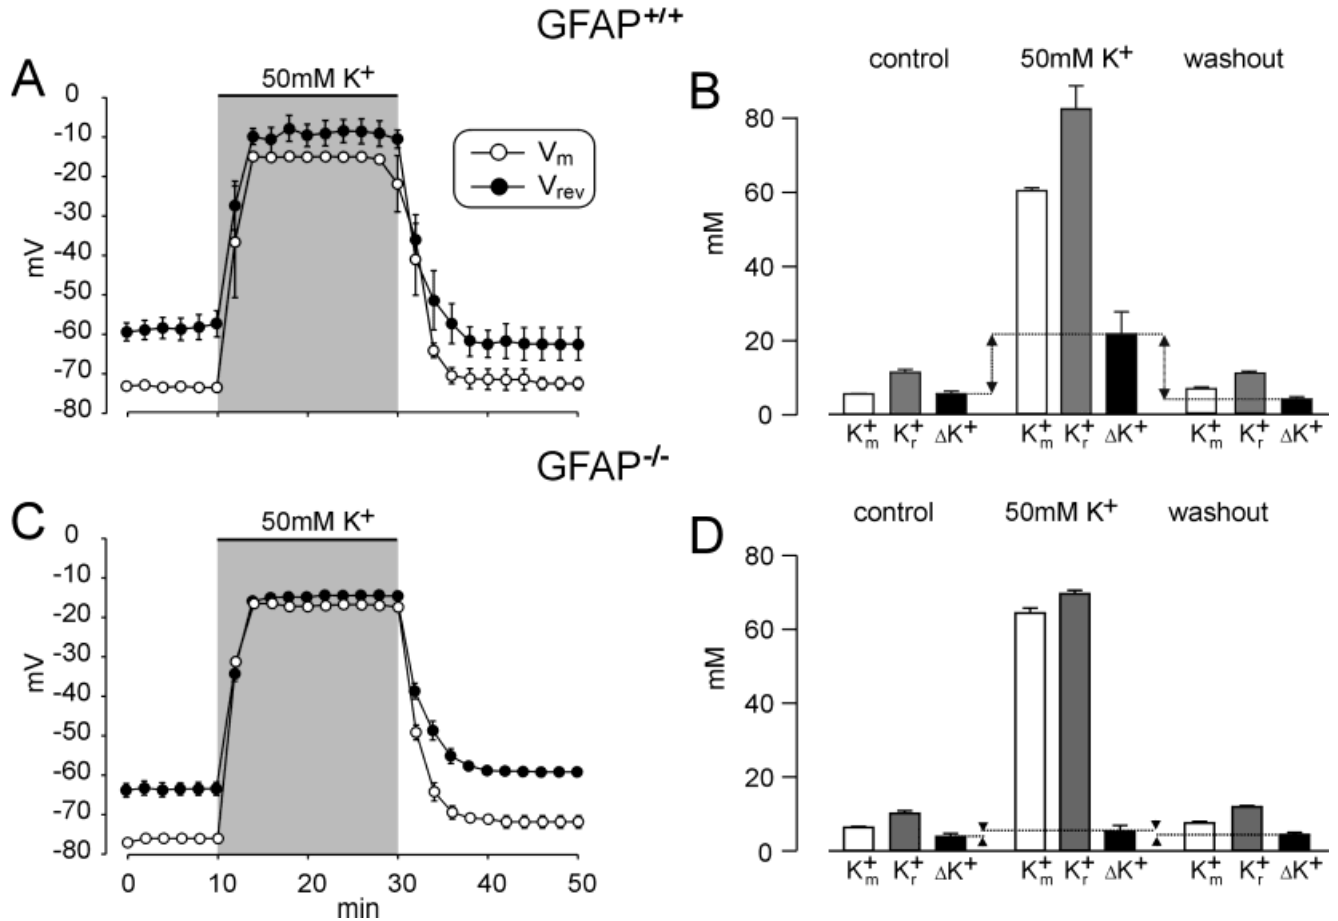 GFAP+/+
A
50mM K+
0
-10
-20
-30
-40
-50
-60
-70
-80
mV
Vm
Vrev
B
control 50mM K+ washout
80
60
40
20
0
mM
K+m K+r ΔK+ K+m K+r ΔK+ K+m K+r ΔK+
GFAP-/-
C
50mM K+
0
-10
-20
-30
-40
-50
-60
-70
-80
mV
0 10 20 30 40 50
min
D
control 50mM K+ washout
80
60
40
20
0
mM
K+m K+r ΔK+ K+m K+r ΔK+ K+m K+r ΔK+